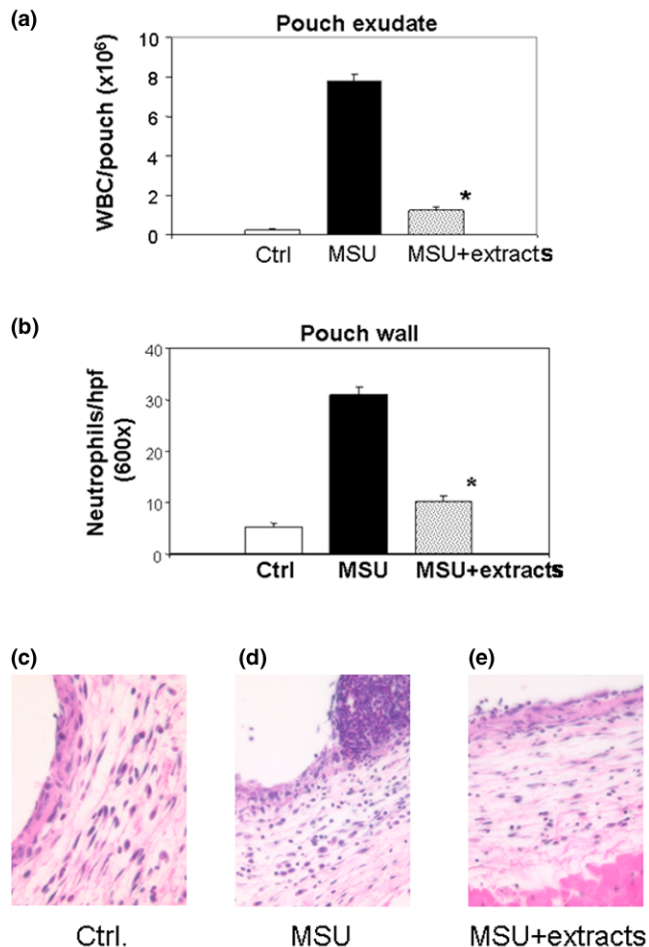 (a)
Pouch exudate
WBC/pouch (x10⁶)
10
8
6
4
2
0
*
Ctrl MSU MSU+extracts
(b)
Pouch wall
Neutrophils/hpf
(600x)
40
30
20
10
0
*
Ctrl MSU MSU+extracts
(c) (d) (e)
Ctrl. MSU MSU+extracts